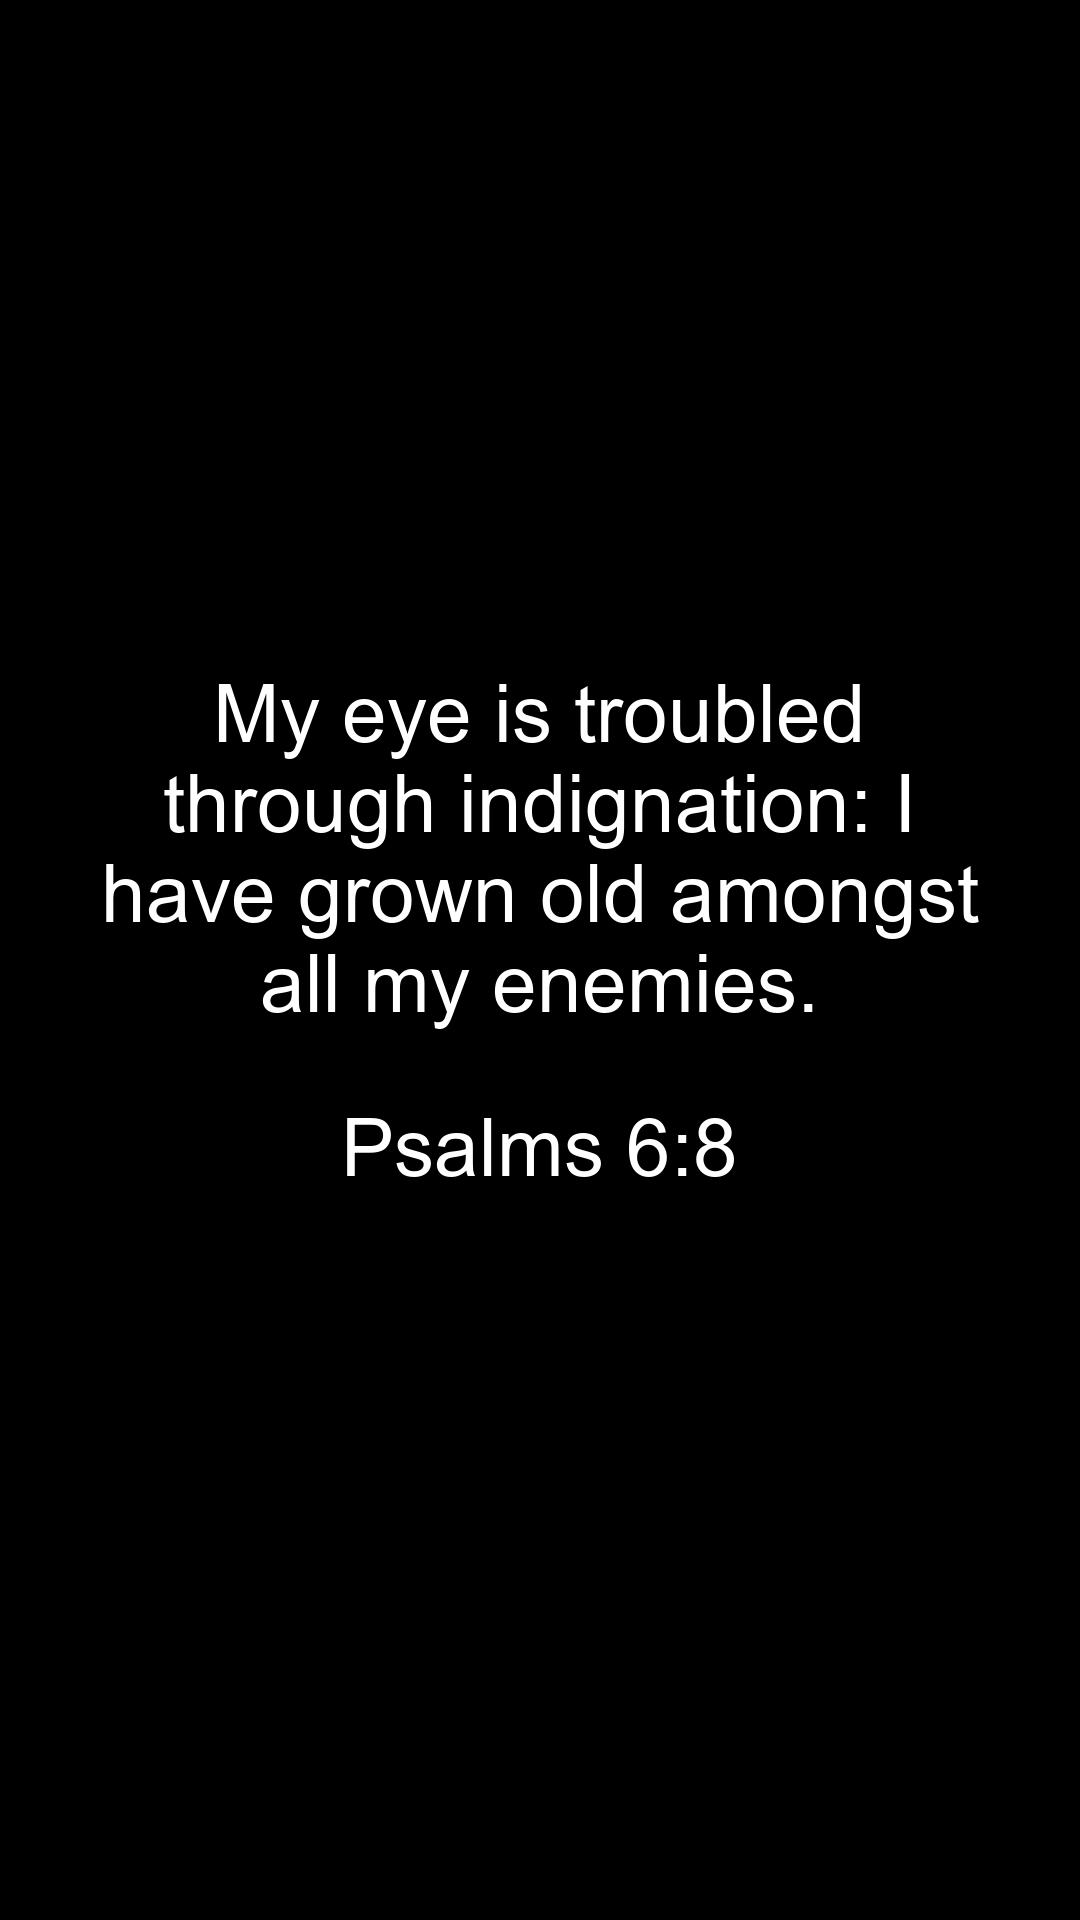 My eye is troubled
through indignation: I
have grown old amongst
all my enemies.
Psalms 6:8